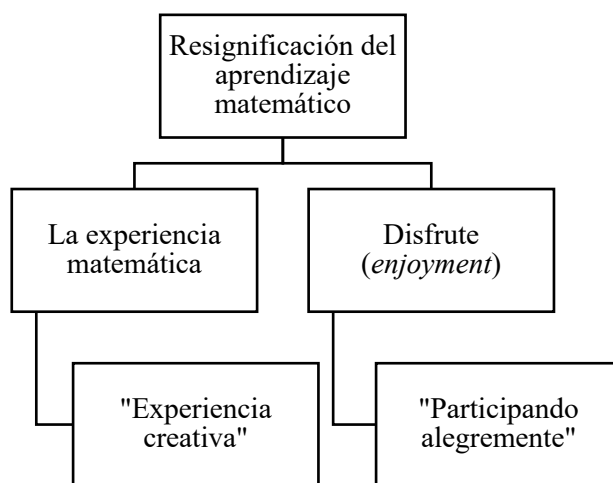 Resignificación del
aprendizaje
matemático
La experiencia
matemática
Disfrute
(enjoyment)
"Experiencia
creativa"
"Participando
alegremente"